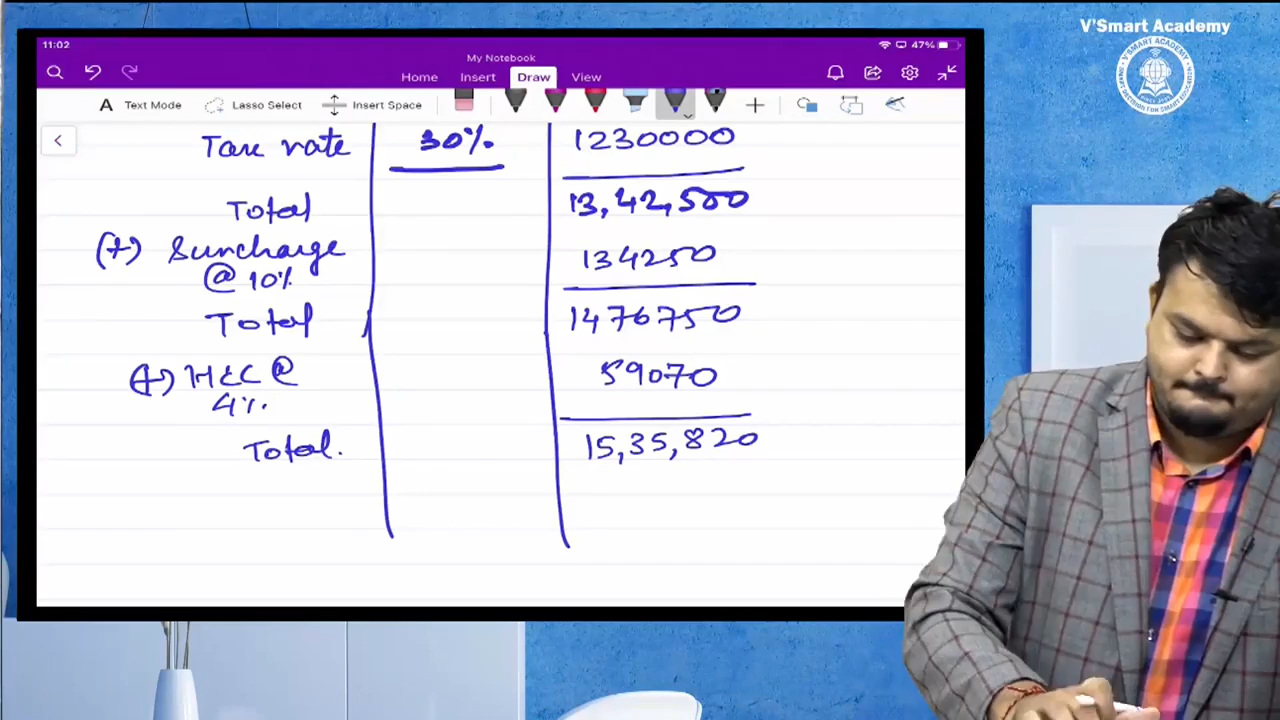 V'Smart Academy
11:02
47%
My Notebook
Home Insert Draw View
Text Mode Lasso Select Insert Space
Tax rate 30% 1230000
Total 13,42,500
(+) Surcharge 134250
@ 10%
Total 1476750
(+) HEC @ 59070
4%
Total. 15,35,820